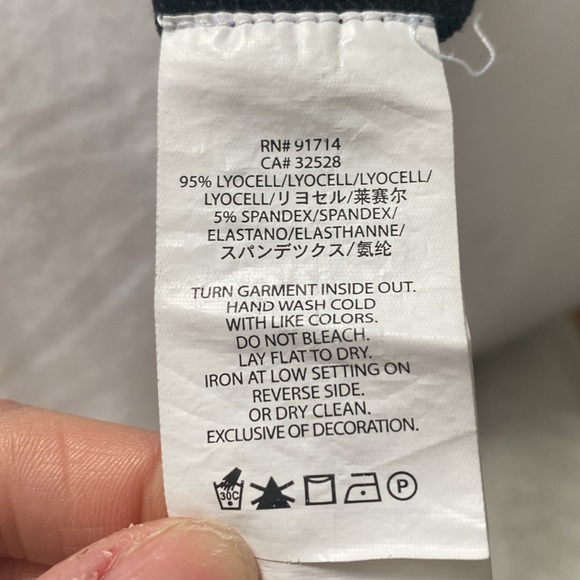 RN# 91714
CA# 32528
95% LYOCELL/LYOCELL/LYOCELL/
LYOCELL/リヨセル/莱赛尔
5% SPANDEX/SPANDEX/
ELASTANO/ELASTHANNE/
スパンデツクス/氨纶
TURN GARMENT INSIDE OUT.
HAND WASH COLD
WITH LIKE COLORS.
DO NOT BLEACH.
LAY FLAT TO DRY.
IRON AT LOW SETTING ON
REVERSE SIDE.
OR DRY CLEAN.
EXCLUSIVE OF DECORATION.
30C P